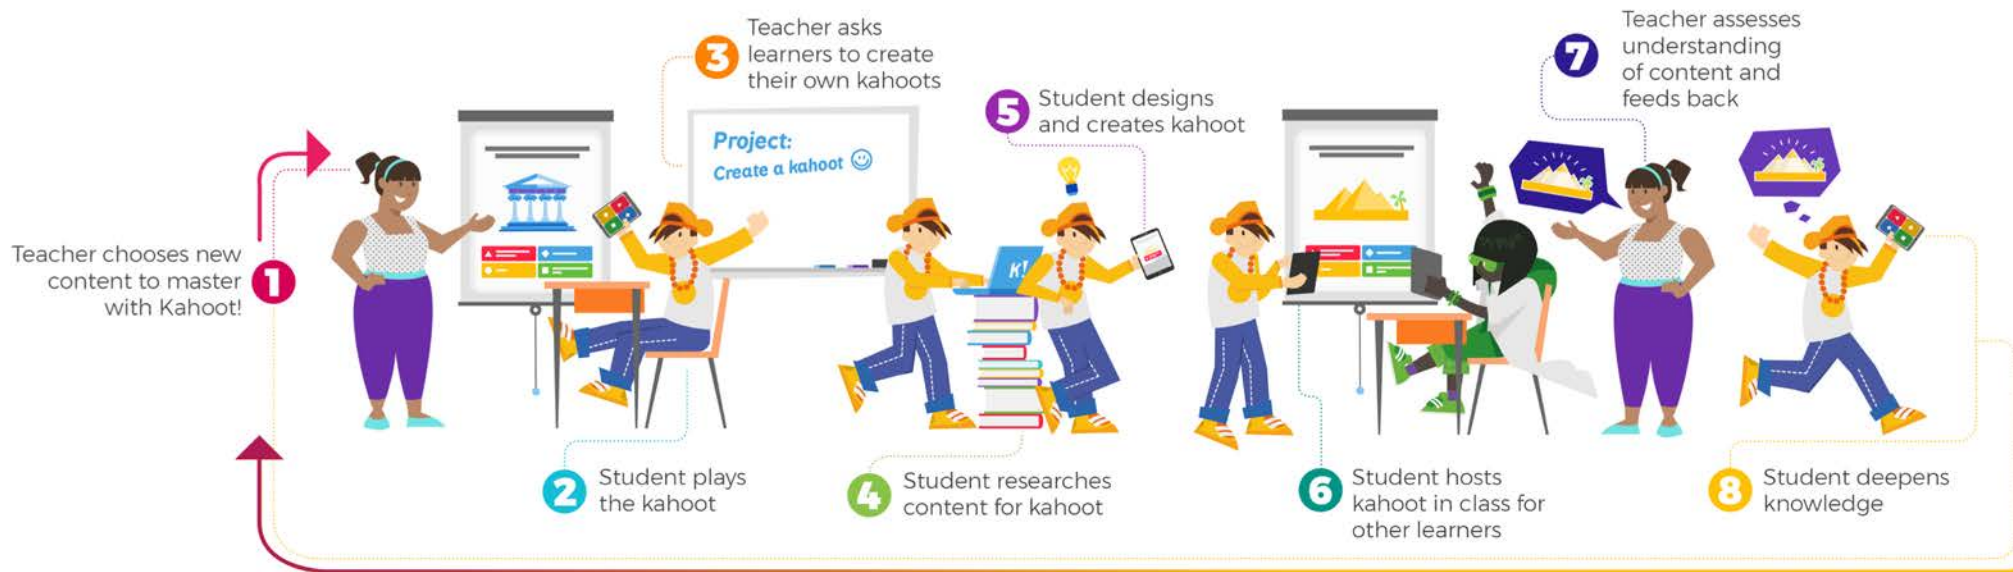 Teacher chooses new
content to master
with Kahoot!
1
2
Student plays
the kahoot
3
Teacher asks
learners to create
their own kahoots
Project:
Create a kahoot
4
Student researches
content for kahoot
K!
5
Student designs
and creates kahoot
6
Student hosts
kahoot in class for
other learners
7
Teacher assesses
understanding
of content and
feeds back
8
Student deepens
knowledge